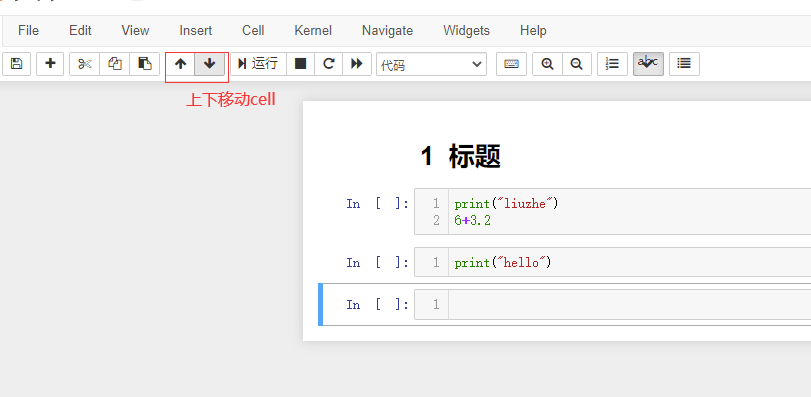 File Edit View Insert Cell Kernel Navigate Widgets Help
运行 代码 abc
上下移动cell
1 标题
In [ ]: 1 print("liuzhe")
2 6+3.2
In [ ]: 1 print("hello")
In [ ]: 1